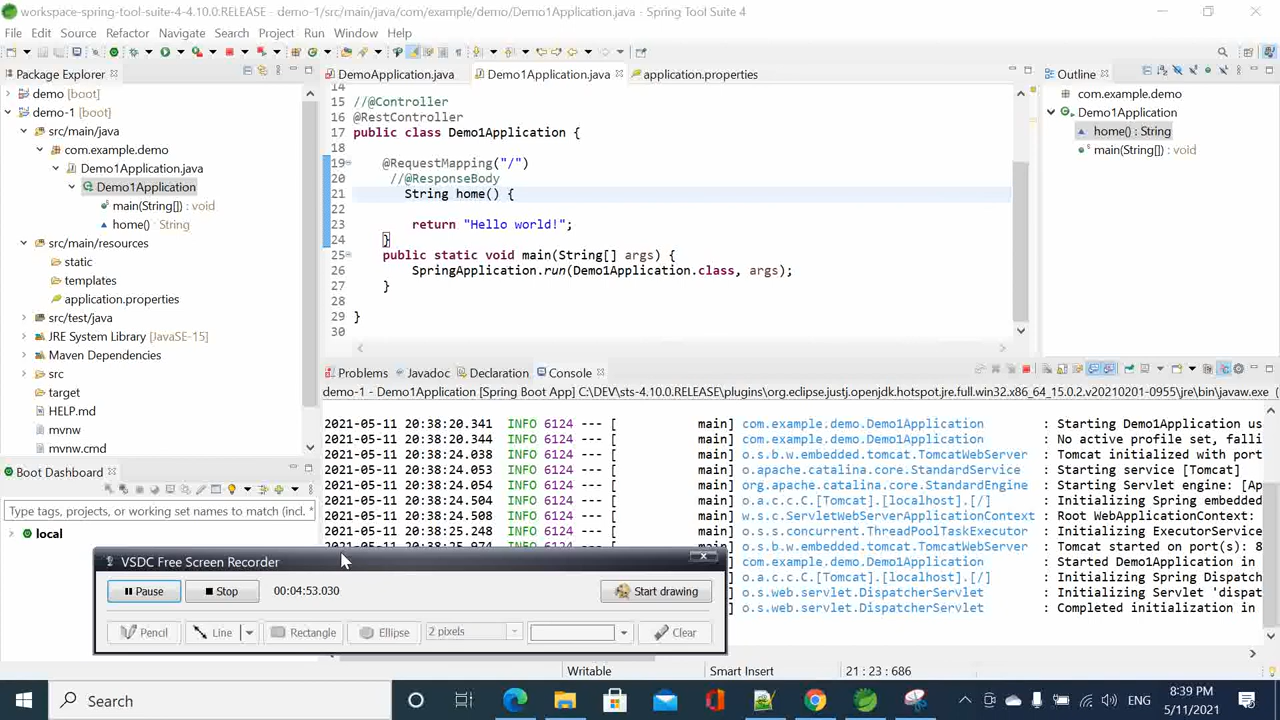 workspace-spring-tool-suite-4-4.10.0.RELEASE - demo-1/src/main/java/com/example/demo/Demo1Application.java - Spring Tool Suite 4
File Edit Source Refactor Navigate Search Project Run Window Help
Package Explorer
demo [boot]
demo-1 [boot]
src/main/java
com.example.demo
Demo1Application.java
Demo1Application
main(String[]) : void
home() : String
src/main/resources
static
templates
application.properties
src/test/java
JRE System Library [JavaSE-15]
Maven Dependencies
src
target
HELP.md
mvnw
mvnw.cmd
Boot Dashboard
Type tags, projects, or working set names to match (incl. *
local
DemoApplication.java Demo1Application.java application.properties
14
15 //@Controller
16 @RestController
17 public class Demo1Application {
18
19 @RequestMapping("/")
20 //@ResponseBody
21 String home() {
22
23 return "Hello world!";
24 }
25 public static void main(String[] args) {
26 SpringApplication.run(Demo1Application.class, args);
27 }
28
29 }
30
Outline
com.example.demo
Demo1Application
home() : String
main(String[]) : void
Problems Javadoc Declaration Console
demo-1 - Demo1Application [Spring Boot App] C:\DEV\sts-4.10.0.RELEASE\plugins\org.eclipse.justj.openjdk.hotspot.jre.full.win32.x86_64_15.0.2.v20210201-0955\jre\bin\javaw.exe (
2021-05-11 20:38:20.341 INFO 6124 --- [ main] com.example.demo.Demo1Application : Starting Demo1Application us
2021-05-11 20:38:20.344 INFO 6124 --- [ main] com.example.demo.Demo1Application : No active profile set, falli
2021-05-11 20:38:24.038 INFO 6124 --- [ main] o.s.b.w.embedded.tomcat.TomcatWebServer : Tomcat initialized with port
2021-05-11 20:38:24.053 INFO 6124 --- [ main] o.apache.catalina.core.StandardService : Starting service [Tomcat]
2021-05-11 20:38:24.054 INFO 6124 --- [ main] org.apache.catalina.core.StandardEngine : Starting Servlet engine: [Ap
2021-05-11 20:38:24.504 INFO 6124 --- [ main] o.a.c.c.C.[Tomcat].[localhost].[/] : Initializing Spring embedded
2021-05-11 20:38:24.508 INFO 6124 --- [ main] w.s.c.ServletWebServerApplicationContext : Root WebApplicationContext:
2021-05-11 20:38:25.248 INFO 6124 --- [ main] o.s.s.concurrent.ThreadPoolTaskExecutor : Initializing ExecutorService
2021-05-11 20:38:25.974 INFO 6124 --- [ main] o.s.b.w.embedded.tomcat.TomcatWebServer : Tomcat started on port(s): 8
main] com.example.demo.Demo1Application : Started Demo1Application in
o.a.c.c.C.[Tomcat].[localhost].[/] : Initializing Spring Dispatc
o.s.web.servlet.DispatcherServlet : Initializing Servlet 'dispat
o.s.web.servlet.DispatcherServlet : Completed initialization in
VSDC Free Screen Recorder
Pause Stop 00:04:53.030 Start drawing
Pencil Line Rectangle Ellipse 2 pixels Clear
Writable Smart Insert 21 : 23 : 686
Search
ENG
8:39 PM
5/11/2021